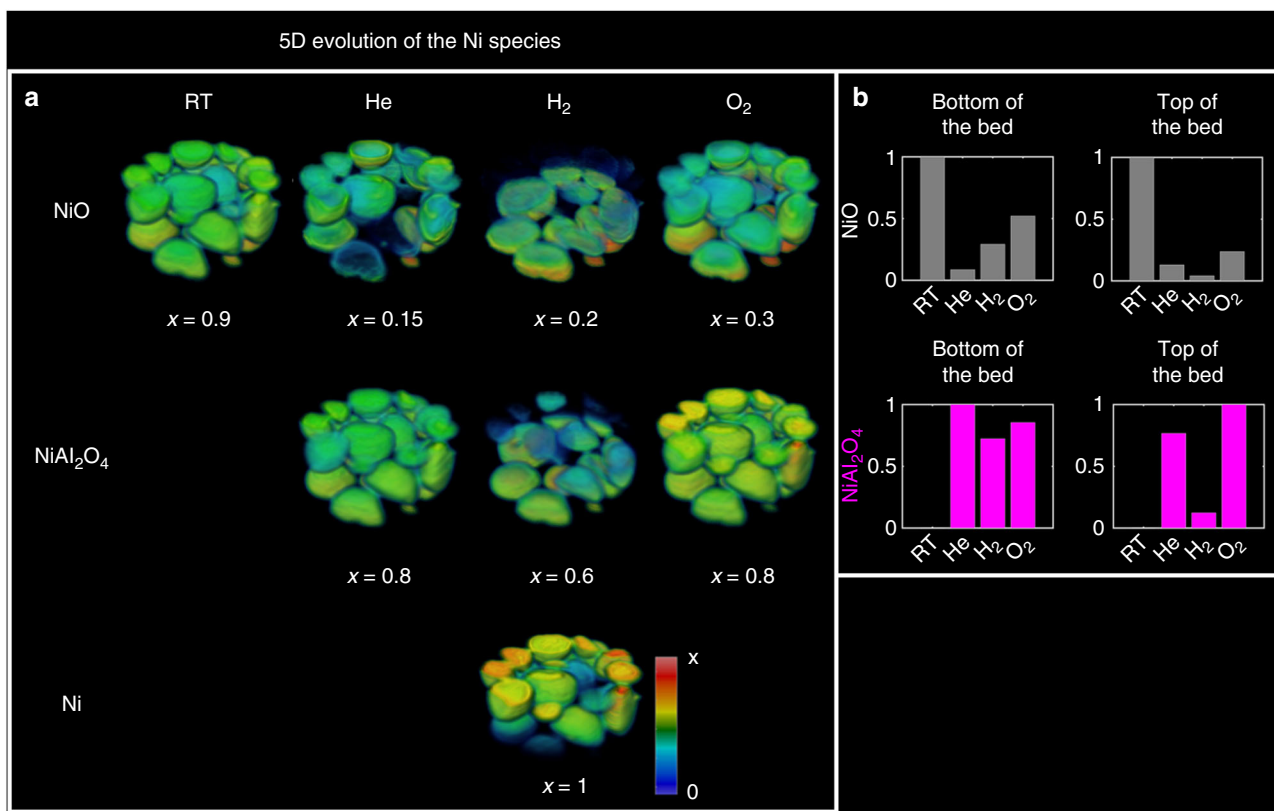 5D evolution of the Ni species
a
RT He H₂ O₂
NiO
x = 0.9 x = 0.15 x = 0.2 x = 0.3
NiAl₂O₄
x = 0.8 x = 0.6 x = 0.8
Ni
x
0
x = 1
b
Bottom of
the bed
Top of
the bed
NiO
1
0.5
0
RT He H₂ O₂
1
0.5
0
RT He H₂ O₂
Bottom of
the bed
Top of
the bed
NiAl₂O₄
1
0.5
0
RT He H₂ O₂
1
0.5
0
RT He H₂ O₂